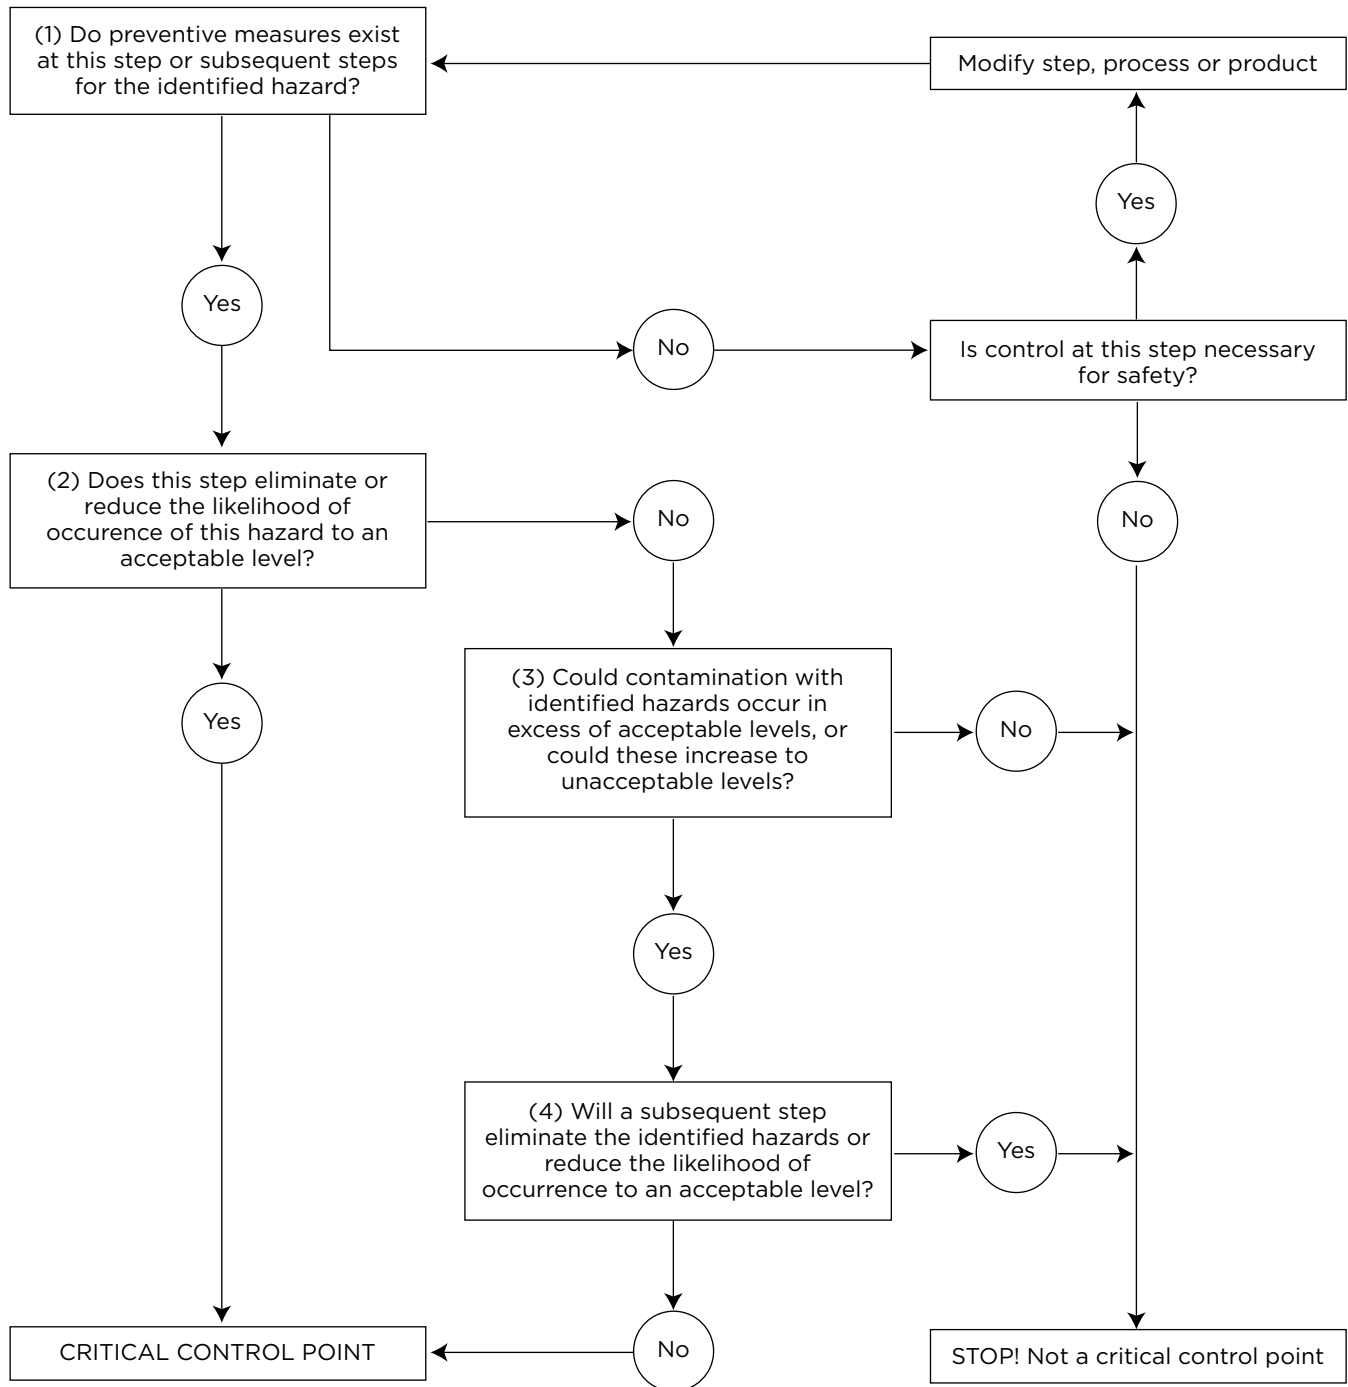 (1) Do preventive measures exist
at this step or subsequent steps
for the identified hazard?
Modify step, process or product
Yes
Yes
No
Is control at this step necessary
for safety?
(2) Does this step eliminate or
reduce the likelihood of
occurence of this hazard to an
acceptable level?
No
No
Yes
(3) Could contamination with
identified hazards occur in
excess of acceptable levels, or
could these increase to
unacceptable levels?
No
Yes
(4) Will a subsequent step
eliminate the identified hazards or
reduce the likelihood of
occurrence to an acceptable level?
Yes
CRITICAL CONTROL POINT
No
STOP! Not a critical control point